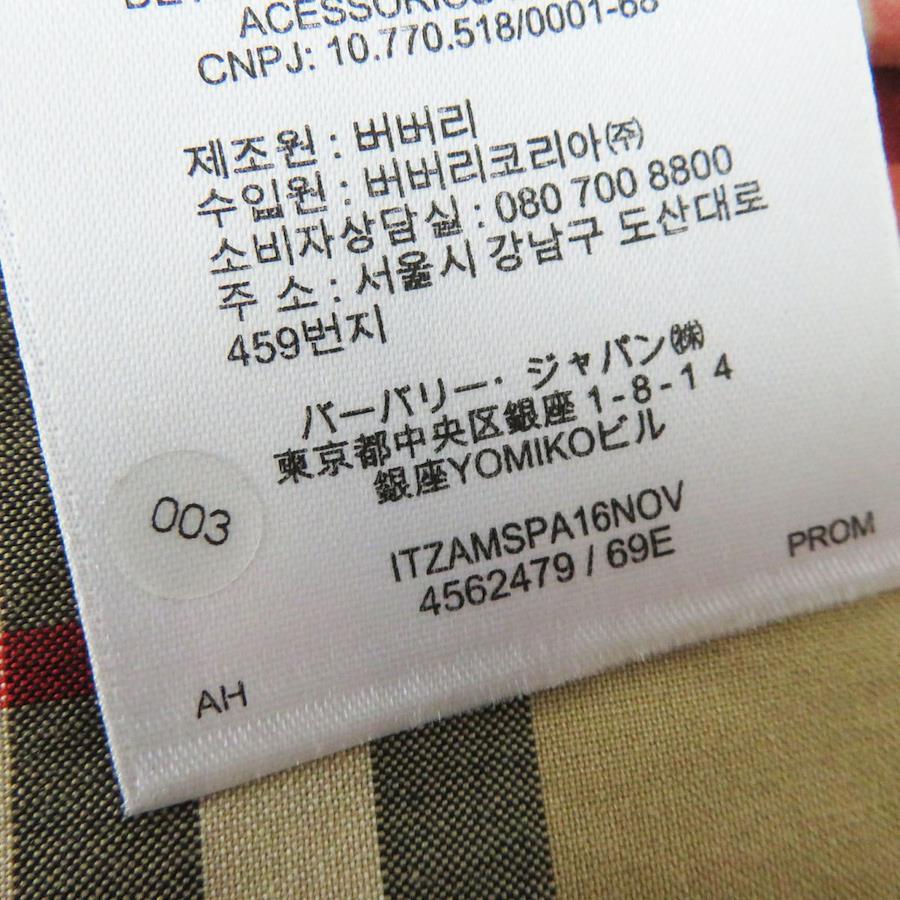 ACESSÓRIOS
CNPJ: 10.770.518/0001-68
제조원 : 버버리
수입원 : 버버리코리아㈜
소비자상담실 : 080 700 8800
주 소 : 서울시 강남구 도산대로
459번지
バーバリー・ジャパン㈱
東京都中央区銀座 1-8-1 4
銀座YOMIKOビル
003
ITZAMSPA16NOV
4562479 / 69E
PROM
AH